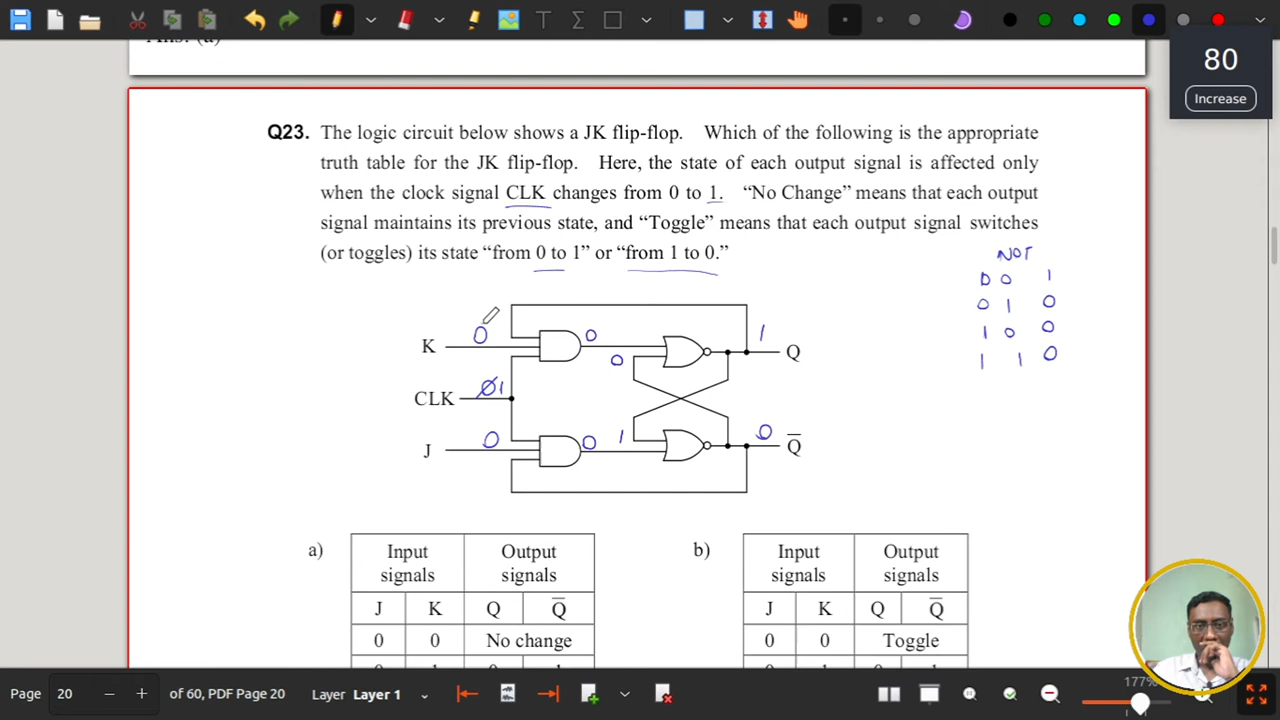 80
Increase
Q23. The logic circuit below shows a JK flip-flop. Which of the following is the appropriate
truth table for the JK flip-flop. Here, the state of each output signal is affected only
when the clock signal CLK changes from 0 to 1. “No Change” means that each output
signal maintains its previous state, and “Toggle” means that each output signal switches
(or toggles) its state “from 0 to 1” or “from 1 to 0.”
NOT
0 0 1
0 1 0
1 0 0
1 1 0
0 0 1
K Q
0
CLK 0 1
0 0 1 0
J Q̅
a) Input signals Output signals
J K Q Q̅
0 0 No change
b) Input signals Output signals
J K Q Q̅
0 0 Toggle
Page 20 of 60, PDF Page 20 Layer Layer 1 177%